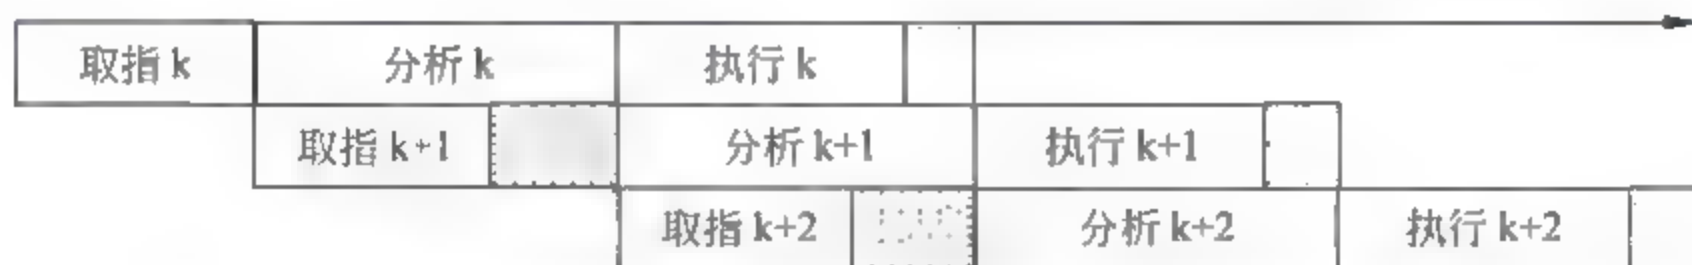 取指 k 分析 k 执行 k
取指 k+1 分析 k+1 执行 k+1
取指 k+2 分析 k+2 执行 k+2